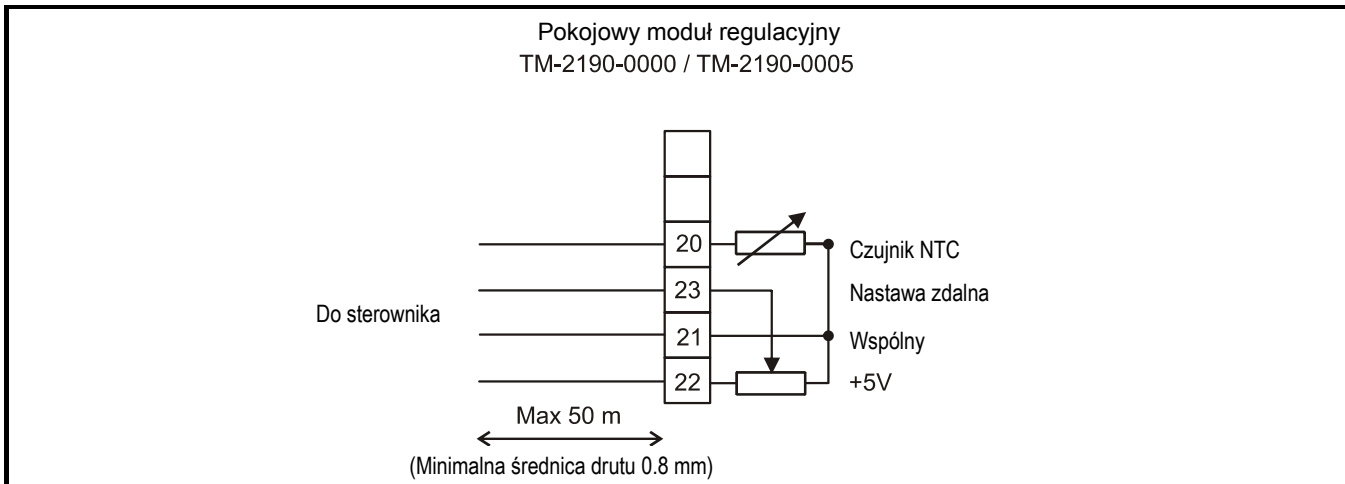 Pokojowy moduł regulacyjny
TM-2190-0000 / TM-2190-0005
20
Czujnik NTC
23
Nastawa zdalna
Do sterownika
21
Wspólny
22
+5V
Max 50 m
(Minimalna średnica drutu 0.8 mm)